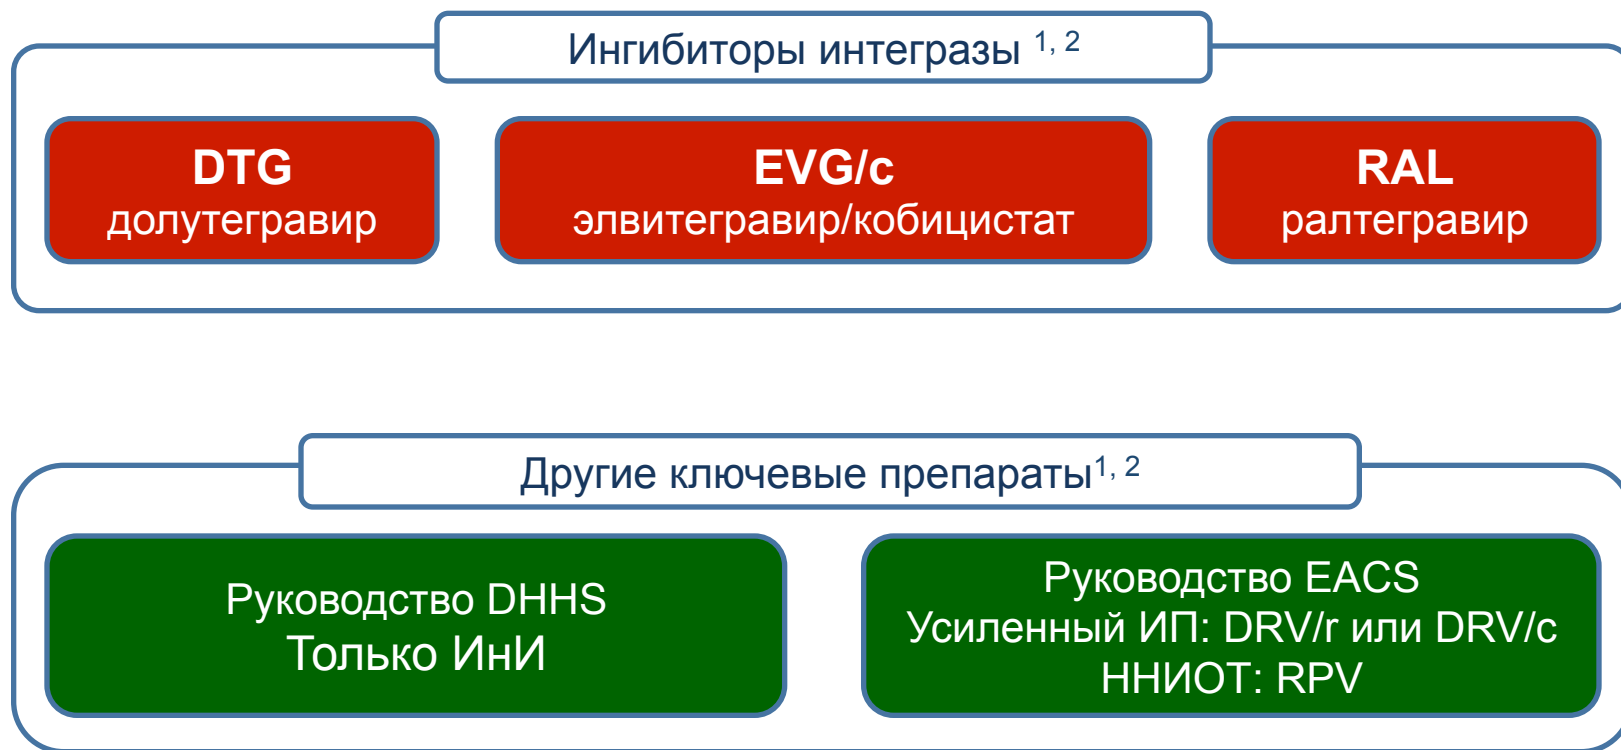 Ингибиторы интегразы 1, 2
DTG
долутегравир
EVG/c
элвитегравир/кобицистат
RAL
ралтегравир
Другие ключевые препараты1, 2
Руководство DHHS
Только ИнИ
Руководство EACS
Усиленный ИП: DRV/r или DRV/c
ННИОТ: RPV